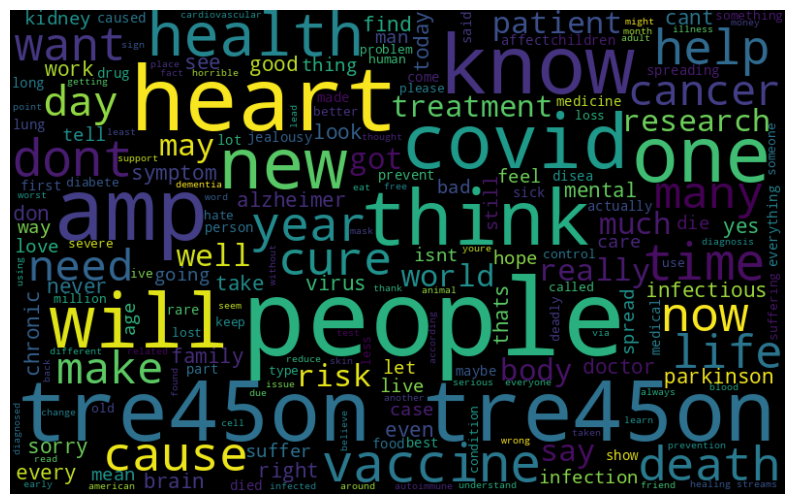 kidney caused cardiovascular find patient cant something
want health man sign know affectchildren might month illness money adult
work see good thing today problem human said help
day drug place fact horrible come spreading cancer
long getting heart please treatment medicine research
point lung tell least made better covid loss
dont support may lot jealousy look thought new got prevent feel disea one someone
first diabete symptom dementia alzheimer eat free bad sick mental many
don word amp think still actually
way hate person year mask much die yes everything
worst love severe well cure youre isnt hope care control use diagnosis
using need going take world without really time suffering
never live virus thank animal called deadly infectious
million rare seem will people thats spread medical now
chronic age lost keep test according via
different related less reduce skin maybe life
back make family part type let body doctor parkinson
found risk issue due live another serious everyone blood
tre45on tre45on
diagnosed change old cell believe case even food best condition wrong taken always learn
sorry read cause suffer vaccine say show prevention death
every mean brain right infection
early american died infected around autoimmune understand friend healing streams